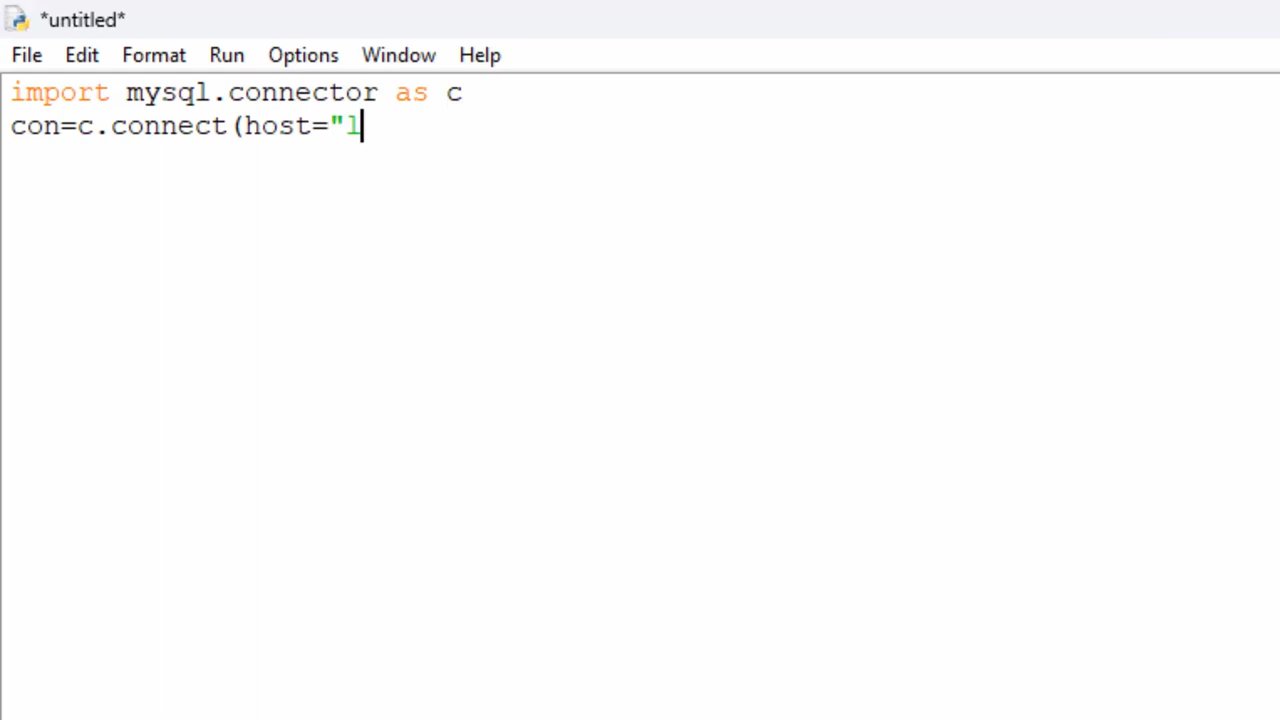 *untitled*
File Edit Format Run Options Window Help
import mysql.connector as c
con=c.connect(host="l